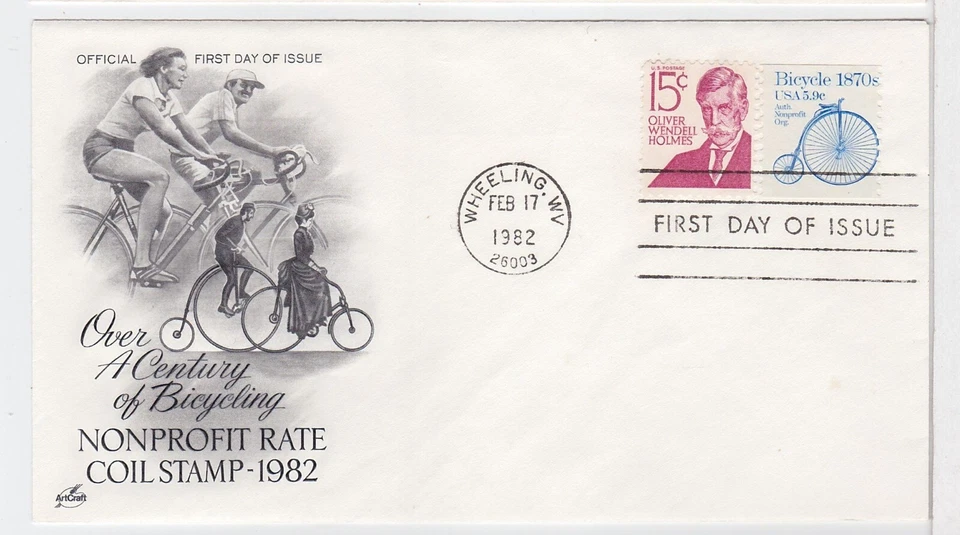 OFFICIAL FIRST DAY OF ISSUE
Over
A Century
of Bicycling
NONPROFIT RATE
COIL STAMP-1982
ArtCraft
WHEELING, WV
FEB 17
1982
26003
U.S. POSTAGE
15¢
OLIVER
WENDELL
HOLMES
Bicycle 1870s
USA 5.9c
Auth
Nonprofit
Org.
FIRST DAY OF ISSUE